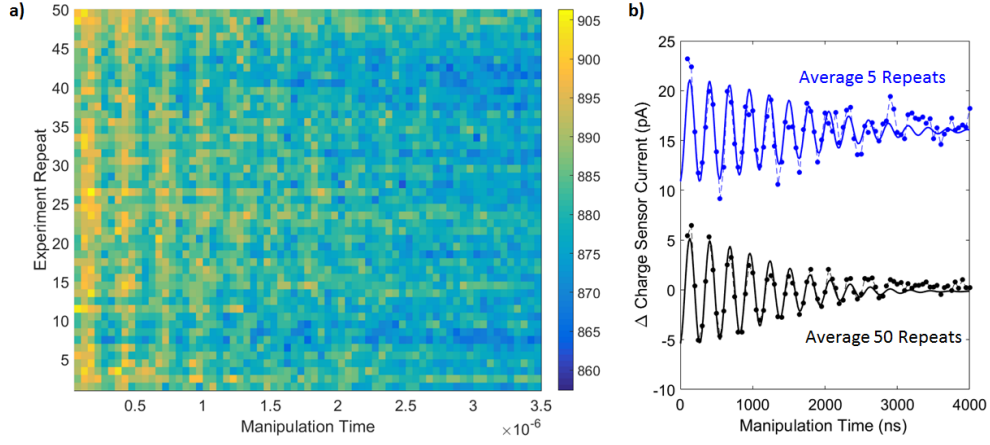 a)
50
45
40
35
30
25
20
15
10
5
Experiment Repeat
0.5 1 1.5 2 2.5 3 3.5
Manipulation Time
×10⁻⁶
905
900
895
890
885
880
875
870
865
860
b)
25
20
15
10
5
0
-5
-10
Δ Charge Sensor Current (pA)
Average 5 Repeats
Average 50 Repeats
0 1000 2000 3000 4000
Manipulation Time (ns)